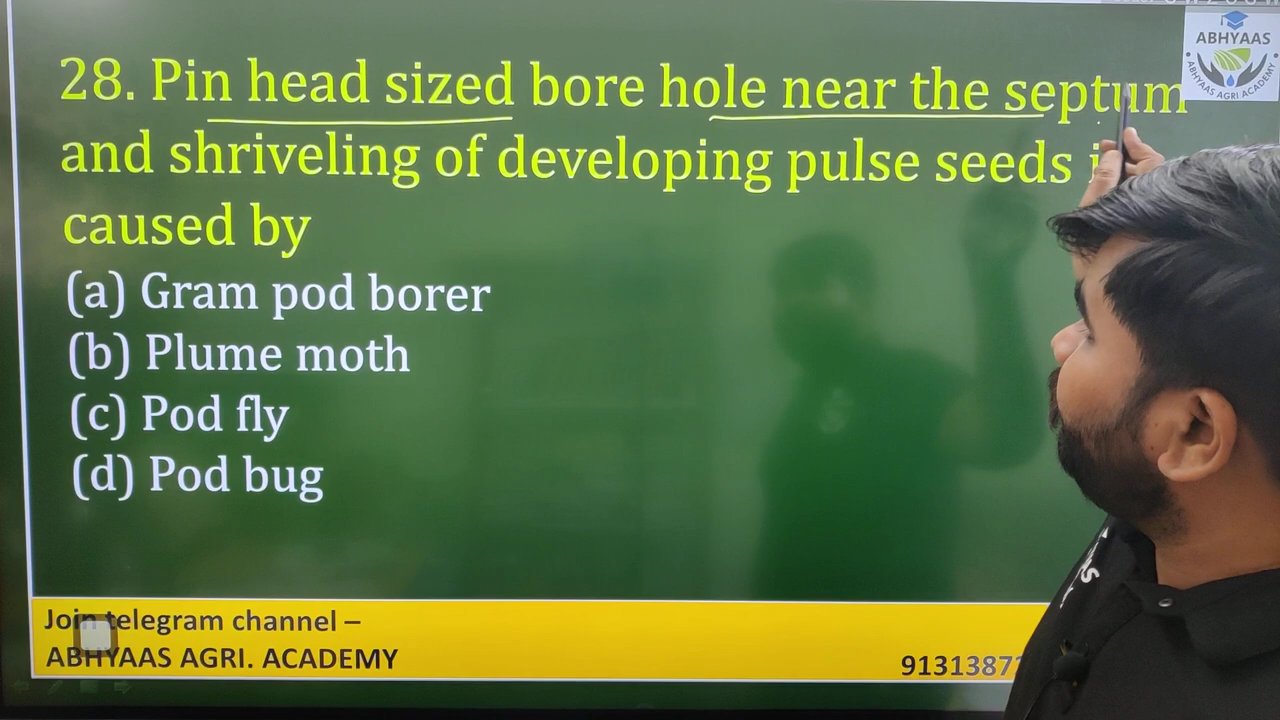 ABHYAAS
ABHYAAS AGRI ACADEMY
28. Pin head sized bore hole near the septum
and shriveling of developing pulse seeds
caused by
(a) Gram pod borer
(b) Plume moth
(c) Pod fly
(d) Pod bug
Join telegram channel –
ABHYAAS AGRI. ACADEMY